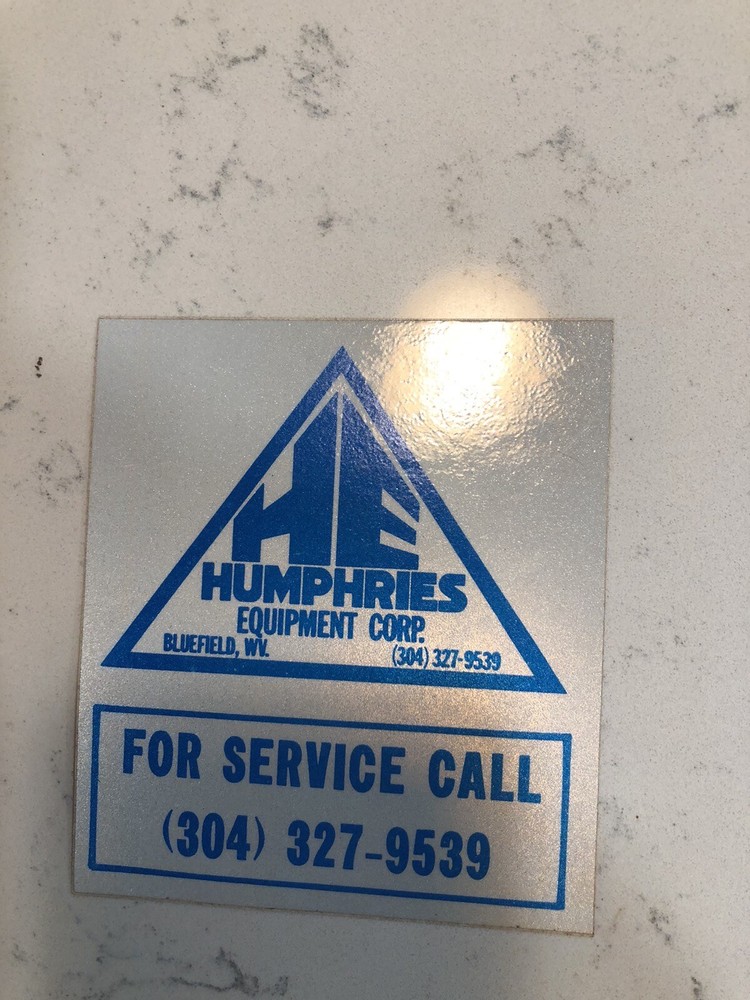 HE
HUMPHRIES
EQUIPMENT CORP.
BLUEFIELD, WV. (304) 327-9539
FOR SERVICE CALL
(304) 327-9539